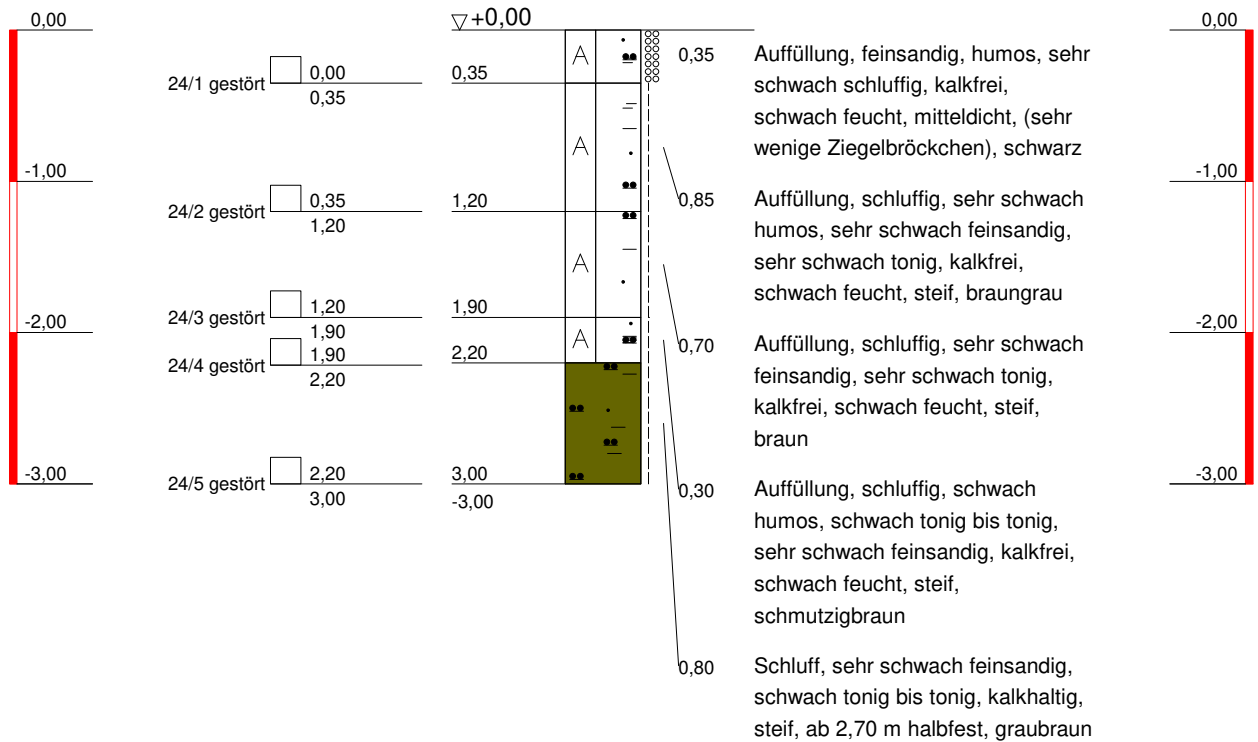 0,00
-1,00
-2,00
-3,00
24/1 gestört
0,00
0,35
24/2 gestört
0,35
1,20
24/3 gestört
1,20
1,90
24/4 gestört
1,90
2,20
24/5 gestört
2,20
3,00
+0,00
0,35
1,20
1,90
2,20
3,00
-3,00
A
A
A
A
0,35
Auffüllung, feinsandig, humos, sehr
schwach schluffig, kalkfrei,
schwach feucht, mitteldicht, (sehr
wenige Ziegelbröckchen), schwarz
0,85
Auffüllung, schluffig, sehr schwach
humos, sehr schwach feinsandig,
sehr schwach tonig, kalkfrei,
schwach feucht, steif, braungrau
0,70
Auffüllung, schluffig, sehr schwach
feinsandig, sehr schwach tonig,
kalkfrei, schwach feucht, steif,
braun
0,30
Auffüllung, schluffig, schwach
humos, schwach tonig bis tonig,
sehr schwach feinsandig, kalkfrei,
schwach feucht, steif,
schmutzigbraun
0,80
Schluff, sehr schwach feinsandig,
schwach tonig bis tonig, kalkhaltig,
steif, ab 2,70 m halbfest, graubraun
0,00
-1,00
-2,00
-3,00